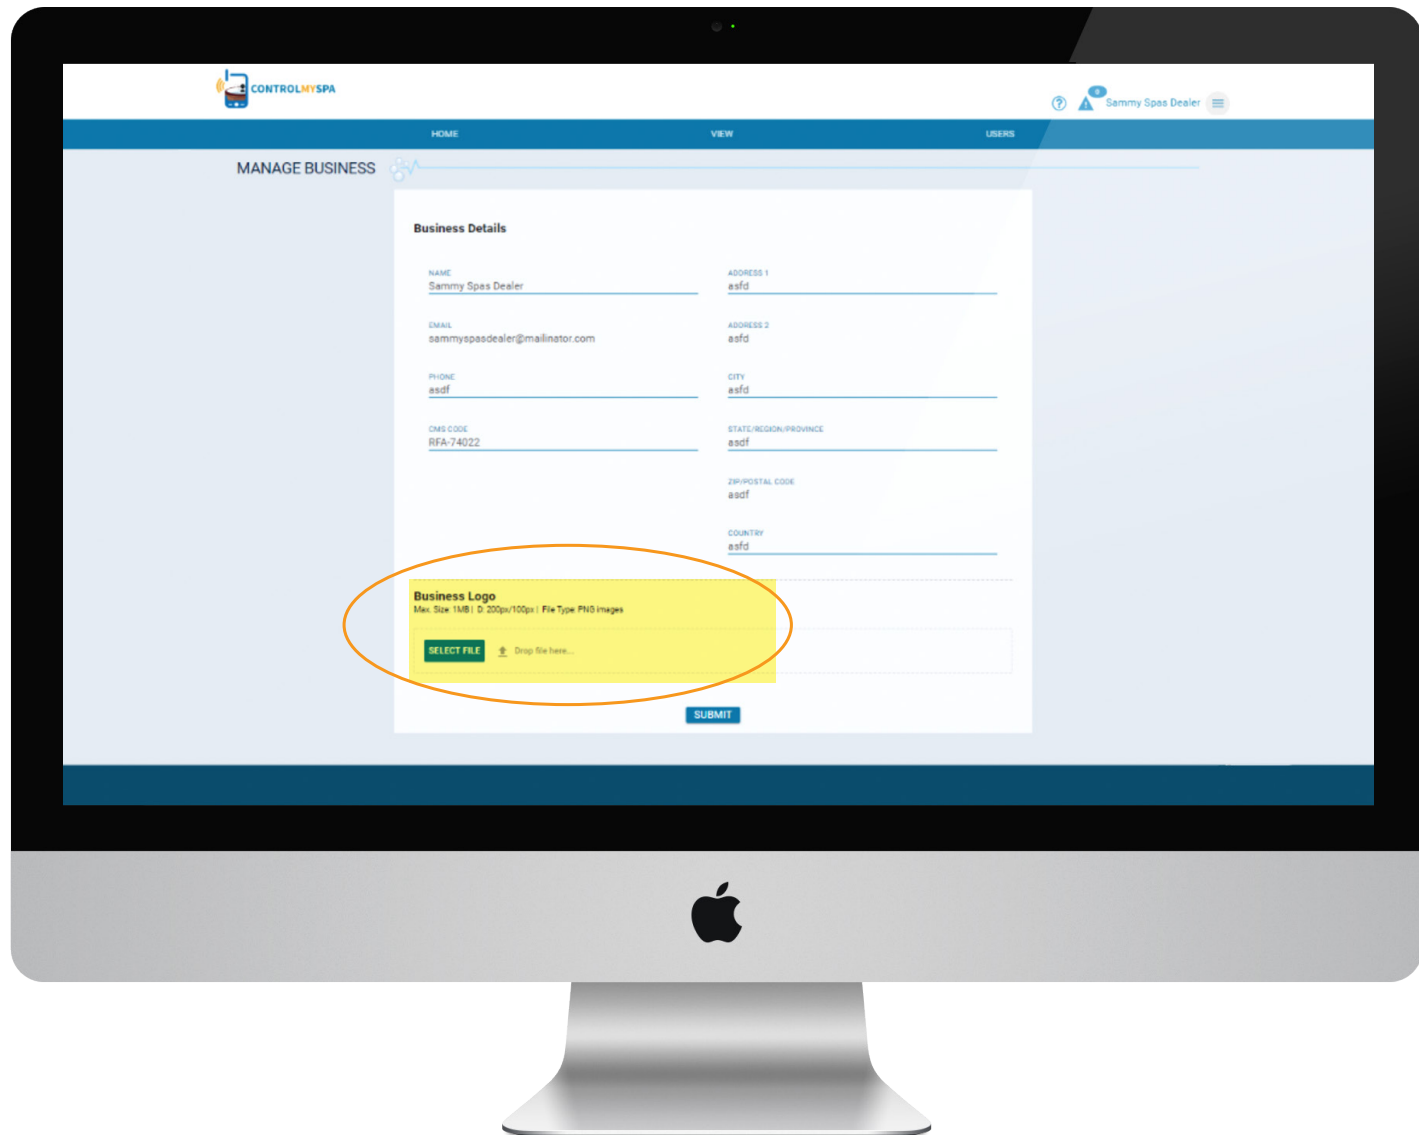 CONTROLMYSPA
?
0
Sammy Spas Dealer
HOME VIEW USERS
MANAGE BUSINESS
Business Details
NAME
Sammy Spas Dealer
ADDRESS 1
asfd
EMAIL
sammyspasdealer@mailinator.com
ADDRESS 2
asfd
PHONE
asdf
CITY
asfd
CMS CODE
RFA-74022
STATE/REGION/PROVINCE
asdf
ZIP/POSTAL CODE
asdf
COUNTRY
asfd
Business Logo
Max. Size: 1MB | D: 200px/100px | File Type: PNG images
SELECT FILE Drop file here...
SUBMIT